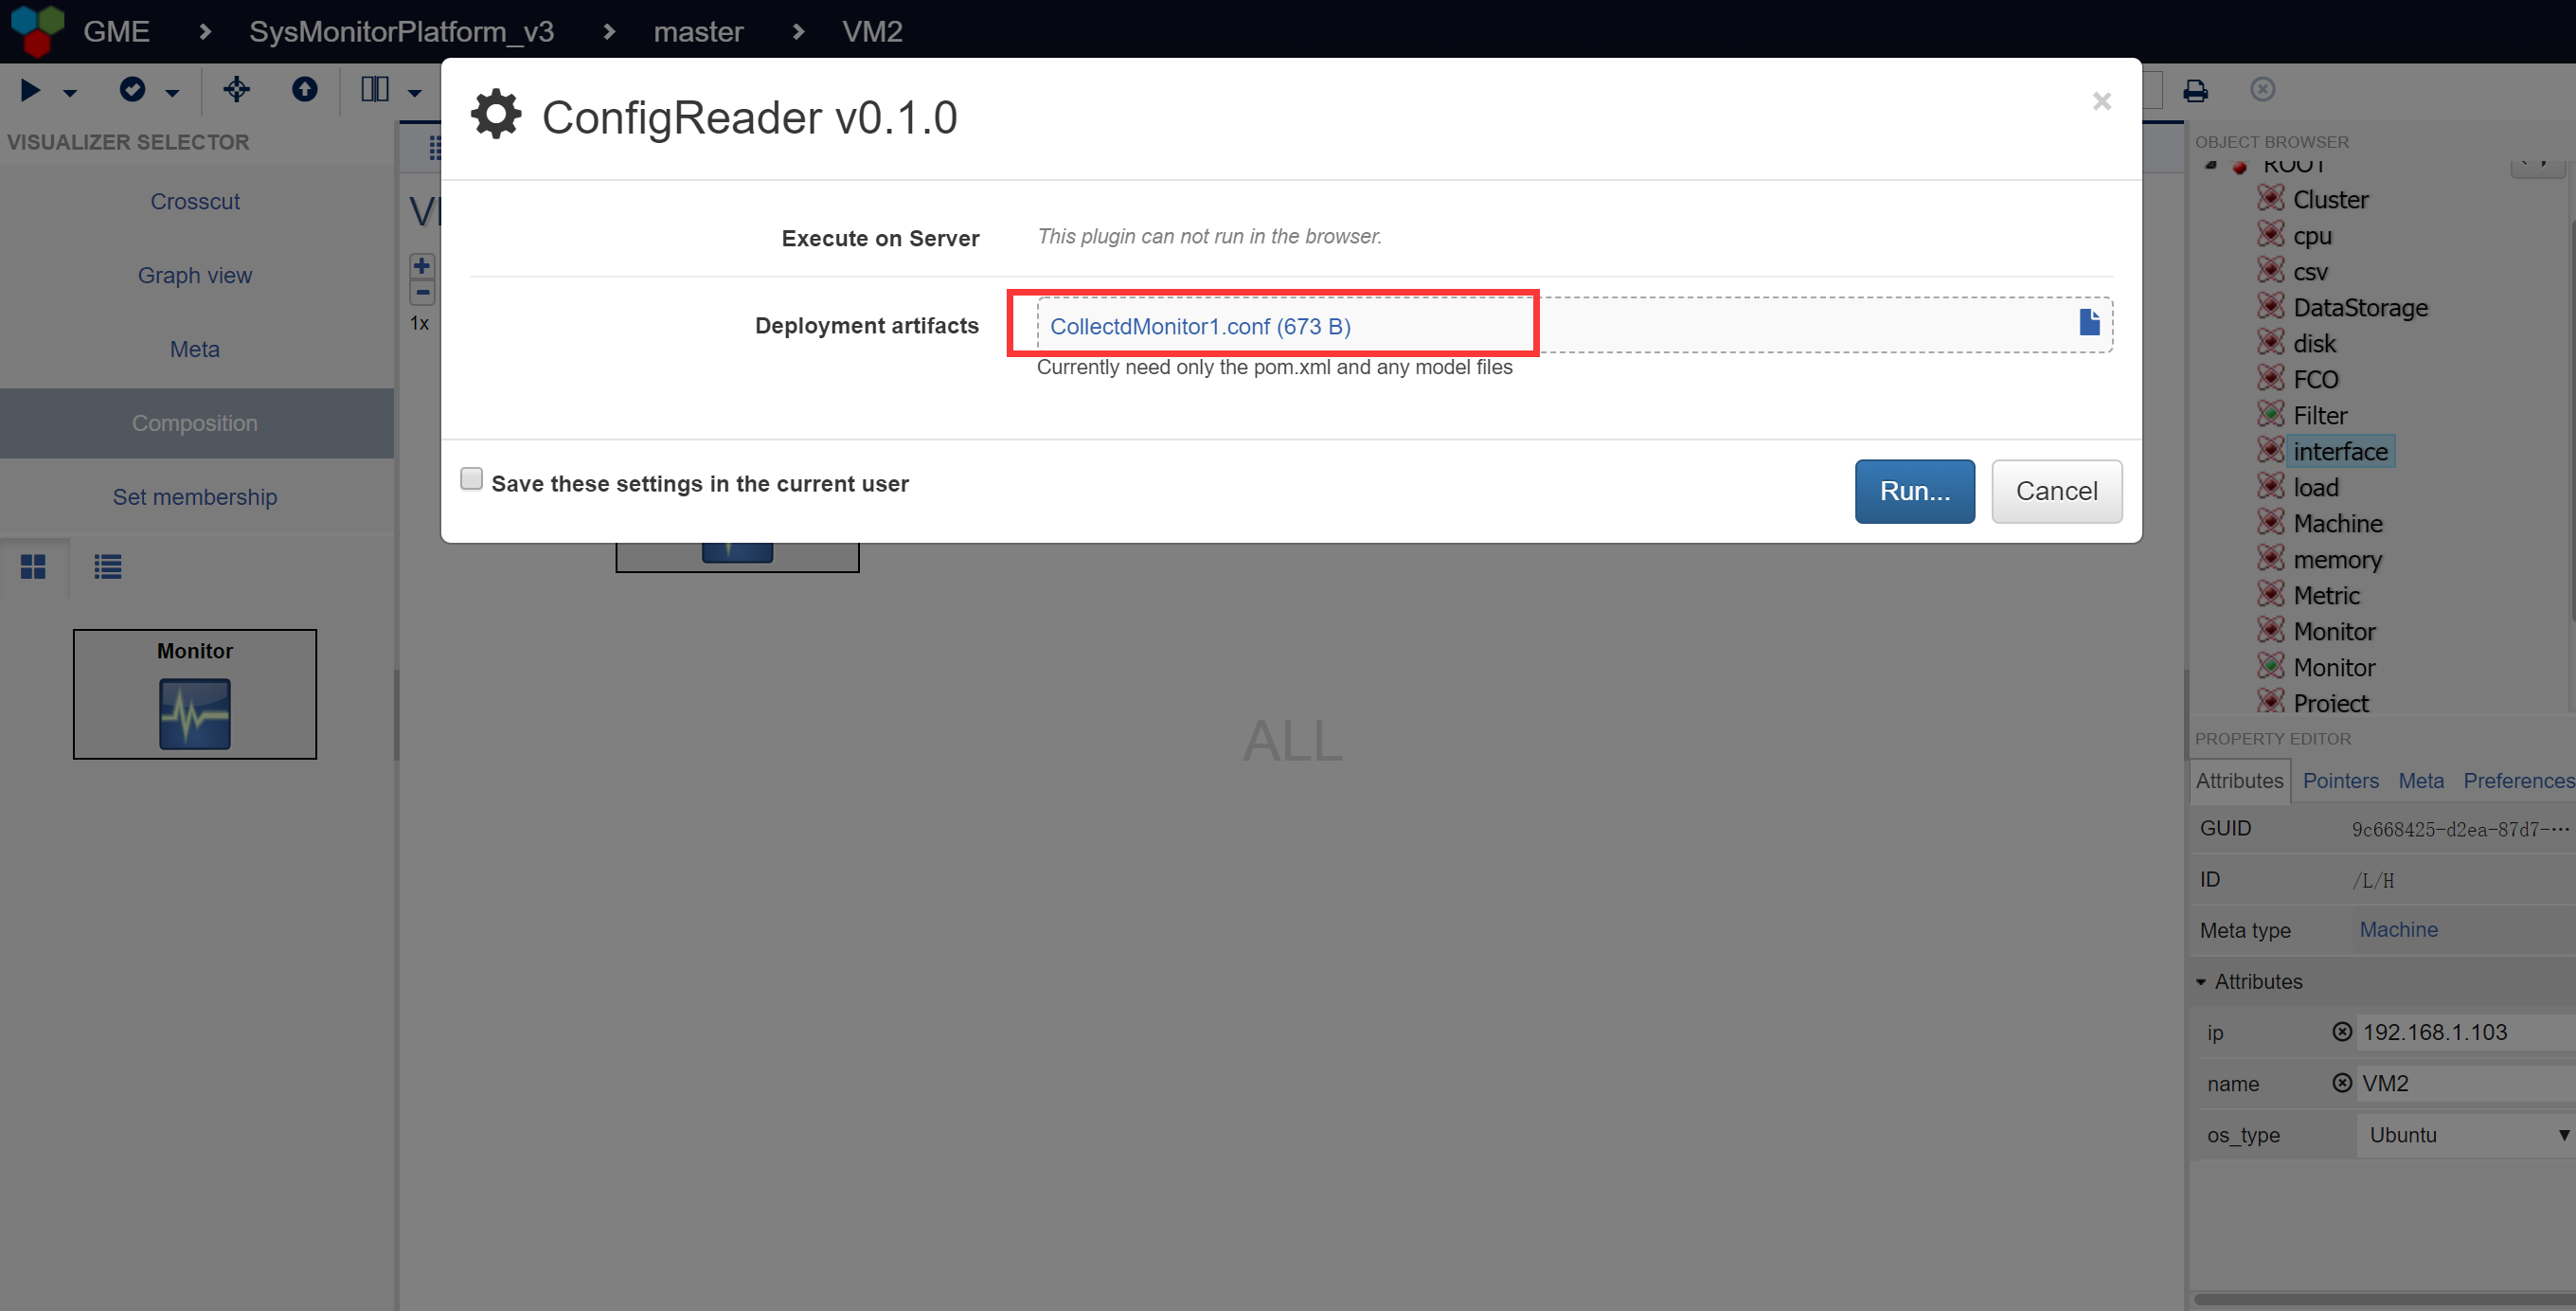 GME > SysMonitorPlatform_v3 > master > VM2
VISUALIZER SELECTOR
Crosscut
Graph view
Meta
Composition
Set membership
Monitor
1x
ConfigReader v0.1.0
×
Execute on Server
This plugin can not run in the browser.
Deployment artifacts
CollectdMonitor1.conf (673 B)
Currently need only the pom.xml and any model files
Save these settings in the current user
Run...
Cancel
ALL
OBJECT BROWSER
ROOT
Cluster
cpu
csv
DataStorage
disk
FCO
Filter
interface
load
Machine
memory
Metric
Monitor
Monitor
Project
PROPERTY EDITOR
Attributes Pointers Meta Preferences
GUID 9c668425-d2ea-87d7-···
ID /L/H
Meta type Machine
Attributes
ip 192.168.1.103
name VM2
os_type Ubuntu